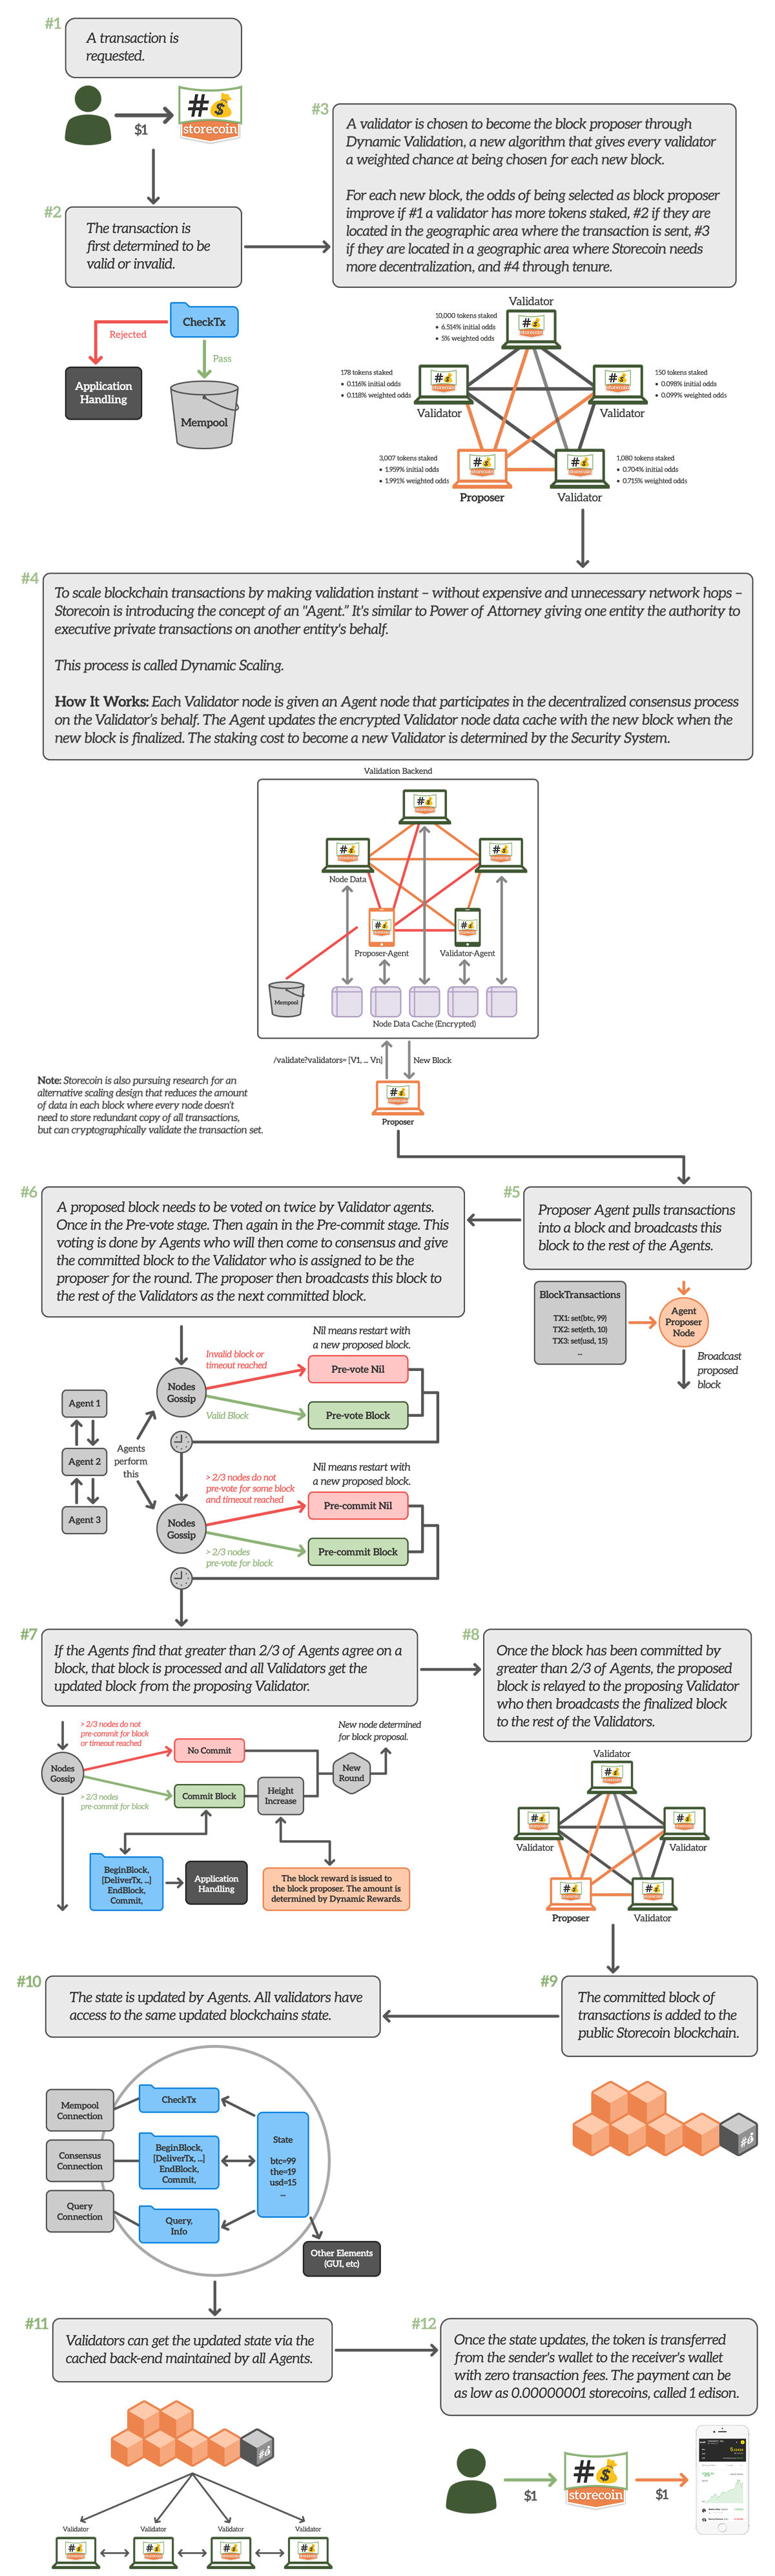 #1
A transaction is
requested.
#
storecoin
$1
#2
The transaction is
first determined to be
valid or invalid.
CheckTx
Rejected
Pass
Application
Handling
Mempool
#3
A validator is chosen to become the block proposer through
Dynamic Validation, a new algorithm that gives every validator
a weighted chance at being chosen for each new block.
For each new block, the odds of being selected as block proposer
improve if #1 a validator has more tokens staked, #2 if they are
located in the geographic area where the transaction is sent, #3
if they are located in a geographic area where Storecoin needs
more decentralization, and #4 through tenure.
Validator
10,000 tokens staked
• 6.514% initial odds
• 5% weighted odds
178 tokens staked
• 0.116% initial odds
• 0.118% weighted odds
Validator
150 tokens staked
• 0.098% initial odds
• 0.099% weighted odds
Validator
3,007 tokens staked
• 1.959% initial odds
• 1.991% weighted odds
Proposer
1,080 tokens staked
• 0.704% initial odds
• 0.715% weighted odds
Validator
#4
To scale blockchain transactions by making validation instant – without expensive and unnecessary network hops –
Storecoin is introducing the concept of an "Agent." It's similar to Power of Attorney giving one entity the authority to
executive private transactions on another entity's behalf.
This process is called Dynamic Scaling.
How It Works: Each Validator node is given an Agent node that participates in the decentralized consensus process
on the Validator's behalf. The Agent updates the encrypted Validator node data cache with the new block when the
new block is finalized. The staking cost to become a new Validator is determined by the Security System.
Validation Backend
Node Data
Proposer-Agent
Validator-Agent
Mempool
Node Data Cache (Encrypted)
/validate?validators= [V1, ... Vn]
New Block
Proposer
Note: Storecoin is also pursuing research for an
alternative scaling design that reduces the amount
of data in each block where every node doesn't
need to store redundant copy of all transactions,
but can cryptographically validate the transaction set.
#5
Proposer Agent pulls transactions
into a block and broadcasts this
block to the rest of the Agents.
BlockTransactions
TX1: set(btc, 99)
TX2: set(eth, 10)
TX3: set(usd, 15)
...
Agent
Proposer
Node
Broadcast
proposed
block
#6
A proposed block needs to be voted on twice by Validator agents.
Once in the Pre-vote stage. Then again in the Pre-commit stage. This
voting is done by Agents who will then come to consensus and give
the committed block to the Validator who is assigned to be the
proposer for the round. The proposer then broadcasts this block to
the rest of the Validators as the next committed block.
Nil means restart with
a new proposed block.
Invalid block or
timeout reached
Pre-vote Nil
Nodes
Gossip
Valid Block
Pre-vote Block
Agent 1
Agent 2
Agent 3
Agents
perform
this
Nil means restart with
a new proposed block.
> 2/3 nodes do not
pre-vote for some block
and timeout reached
Pre-commit Nil
Nodes
Gossip
> 2/3 nodes
pre-vote for block
Pre-commit Block
#7
If the Agents find that greater than 2/3 of Agents agree on a
block, that block is processed and all Validators get the
updated block from the proposing Validator.
> 2/3 nodes do not
pre-commit for block
or timeout reached
No Commit
New node determined
for block proposal.
Nodes
Gossip
New
Round
> 2/3 nodes
pre-commit for block
Commit Block
Height
Increase
BeginBlock,
[DeliverTx, ...]
EndBlock,
Commit,
Application
Handling
The block reward is issued to
the block proposer. The amount is
determined by Dynamic Rewards.
#8
Once the block has been committed by
greater than 2/3 of Agents, the proposed
block is relayed to the proposing Validator
who then broadcasts the finalized block
to the rest of the Validators.
Validator
Validator
Validator
Proposer
Validator
#9
The committed block of
transactions is added to the
public Storecoin blockchain.
#10
The state is updated by Agents. All validators have
access to the same updated blockchains state.
Mempool
Connection
CheckTx
Consensus
Connection
BeginBlock,
[DeliverTx, ...]
EndBlock,
Commit,
State
btc=99
the=19
usd=15
...
Query
Connection
Query,
Info
Other Elements
(GUI, etc)
#11
Validators can get the updated state via the
cached back-end maintained by all Agents.
Validator
Validator
Validator
Validator
#12
Once the state updates, the token is transferred
from the sender's wallet to the receiver's wallet
with zero transaction fees. The payment can be
as low as 0.00000001 storecoins, called 1 edison.
$1
#
storecoin
$1